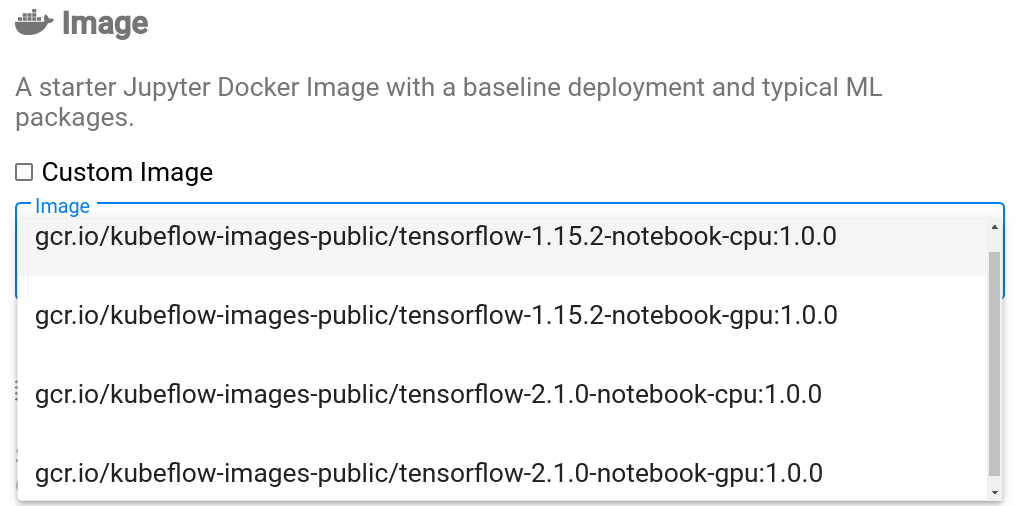 Image
A starter Jupyter Docker Image with a baseline deployment and typical ML
packages.
Custom Image
Image
gcr.io/kubeflow-images-public/tensorflow-1.15.2-notebook-cpu:1.0.0
gcr.io/kubeflow-images-public/tensorflow-1.15.2-notebook-gpu:1.0.0
gcr.io/kubeflow-images-public/tensorflow-2.1.0-notebook-cpu:1.0.0
gcr.io/kubeflow-images-public/tensorflow-2.1.0-notebook-gpu:1.0.0